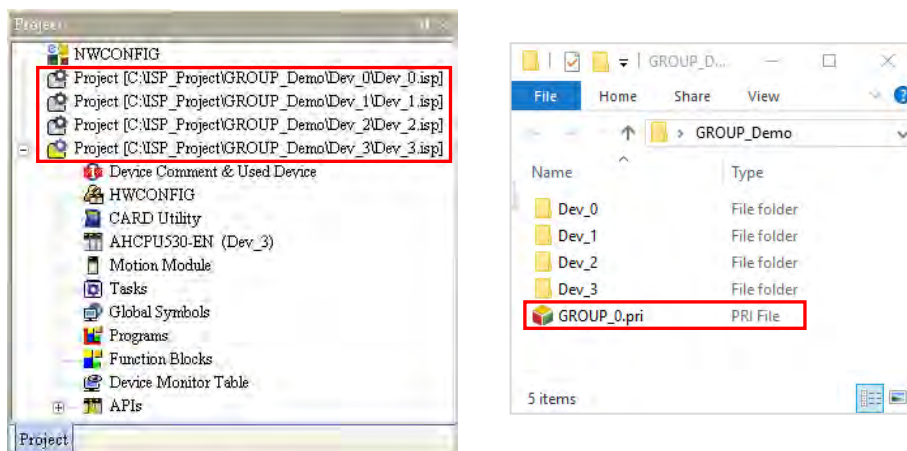 Project
NWCONFIG
Project [C:\ISP_Project\GROUP_Demo\Dev_0\Dev_0.isp]
Project [C:\ISP_Project\GROUP_Demo\Dev_1\Dev_1.isp]
Project [C:\ISP_Project\GROUP_Demo\Dev_2\Dev_2.isp]
Project [C:\ISP_Project\GROUP_Demo\Dev_3\Dev_3.isp]
Device Comment & Used Device
HWCONFIG
CARD Utility
AHCPU530-EN (Dev_3)
Motion Module
Tasks
Global Symbols
Programs
Function Blocks
Device Monitor Table
APIs
Project
GROUP_D...
File Home Share View
GROUP_Demo
Name Type
Dev_0 File folder
Dev_1 File folder
Dev_2 File folder
Dev_3 File folder
GROUP_0.pri PRI File
5 items